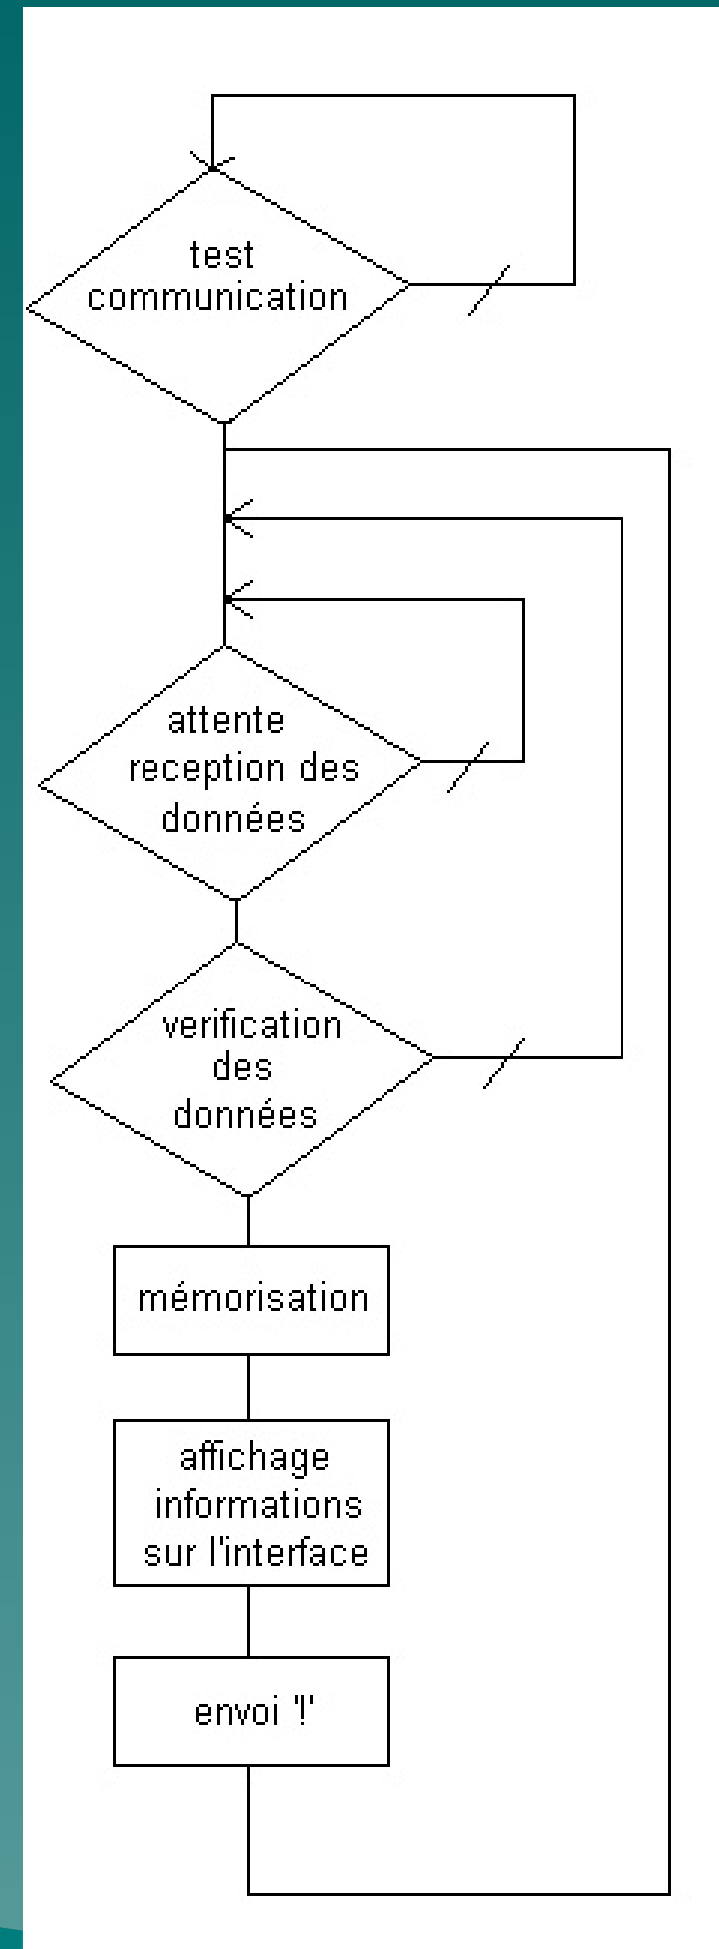 test
communication
attente
reception des
données
verification
des
données
mémorisation
affichage
informations
sur l'interface
envoi '!'